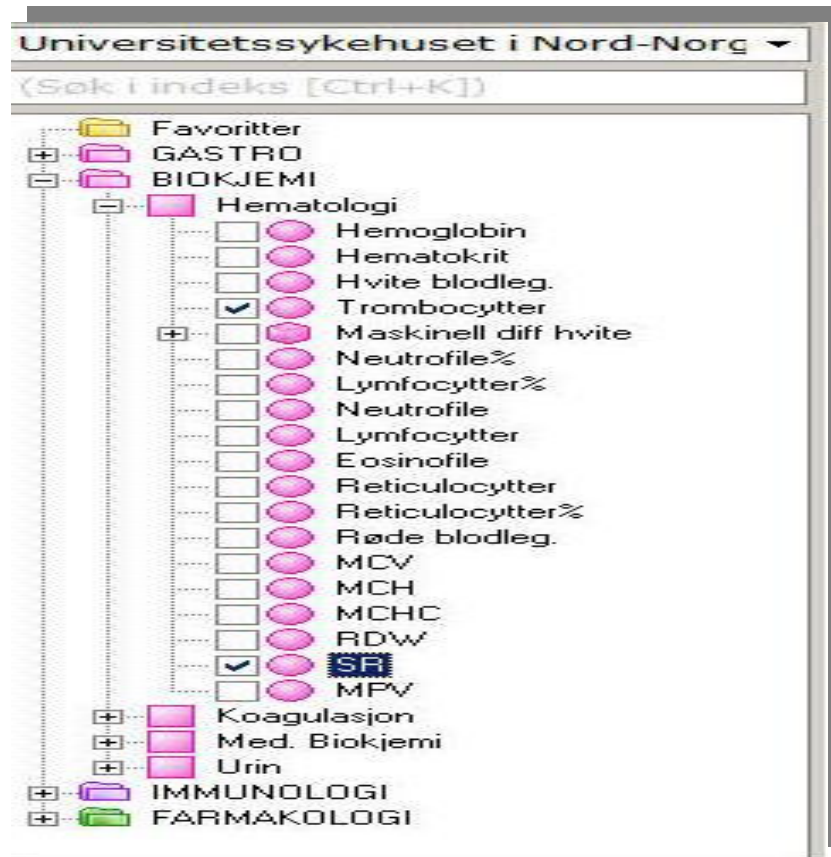 Universitetssykehuset i Nord-Norg
(Søk i indeks [Ctrl+K])
Favoritter
GASTRO
BIOKJEMI
Hematologi
Hemoglobin
Hematokrit
Hvite blodleg.
Trombocytter
Maskinell diff hvite
Neutrofile%
Lymfocytter%
Neutrofile
Lymfocytter
Eosinofile
Reticulocytter
Reticulocytter%
Røde blodleg.
MCV
MCH
MCHC
RDW
SR
MPV
Koagulasjon
Med. Biokjemi
Urin
IMMUNOLOGI
FARMAKOLOGI